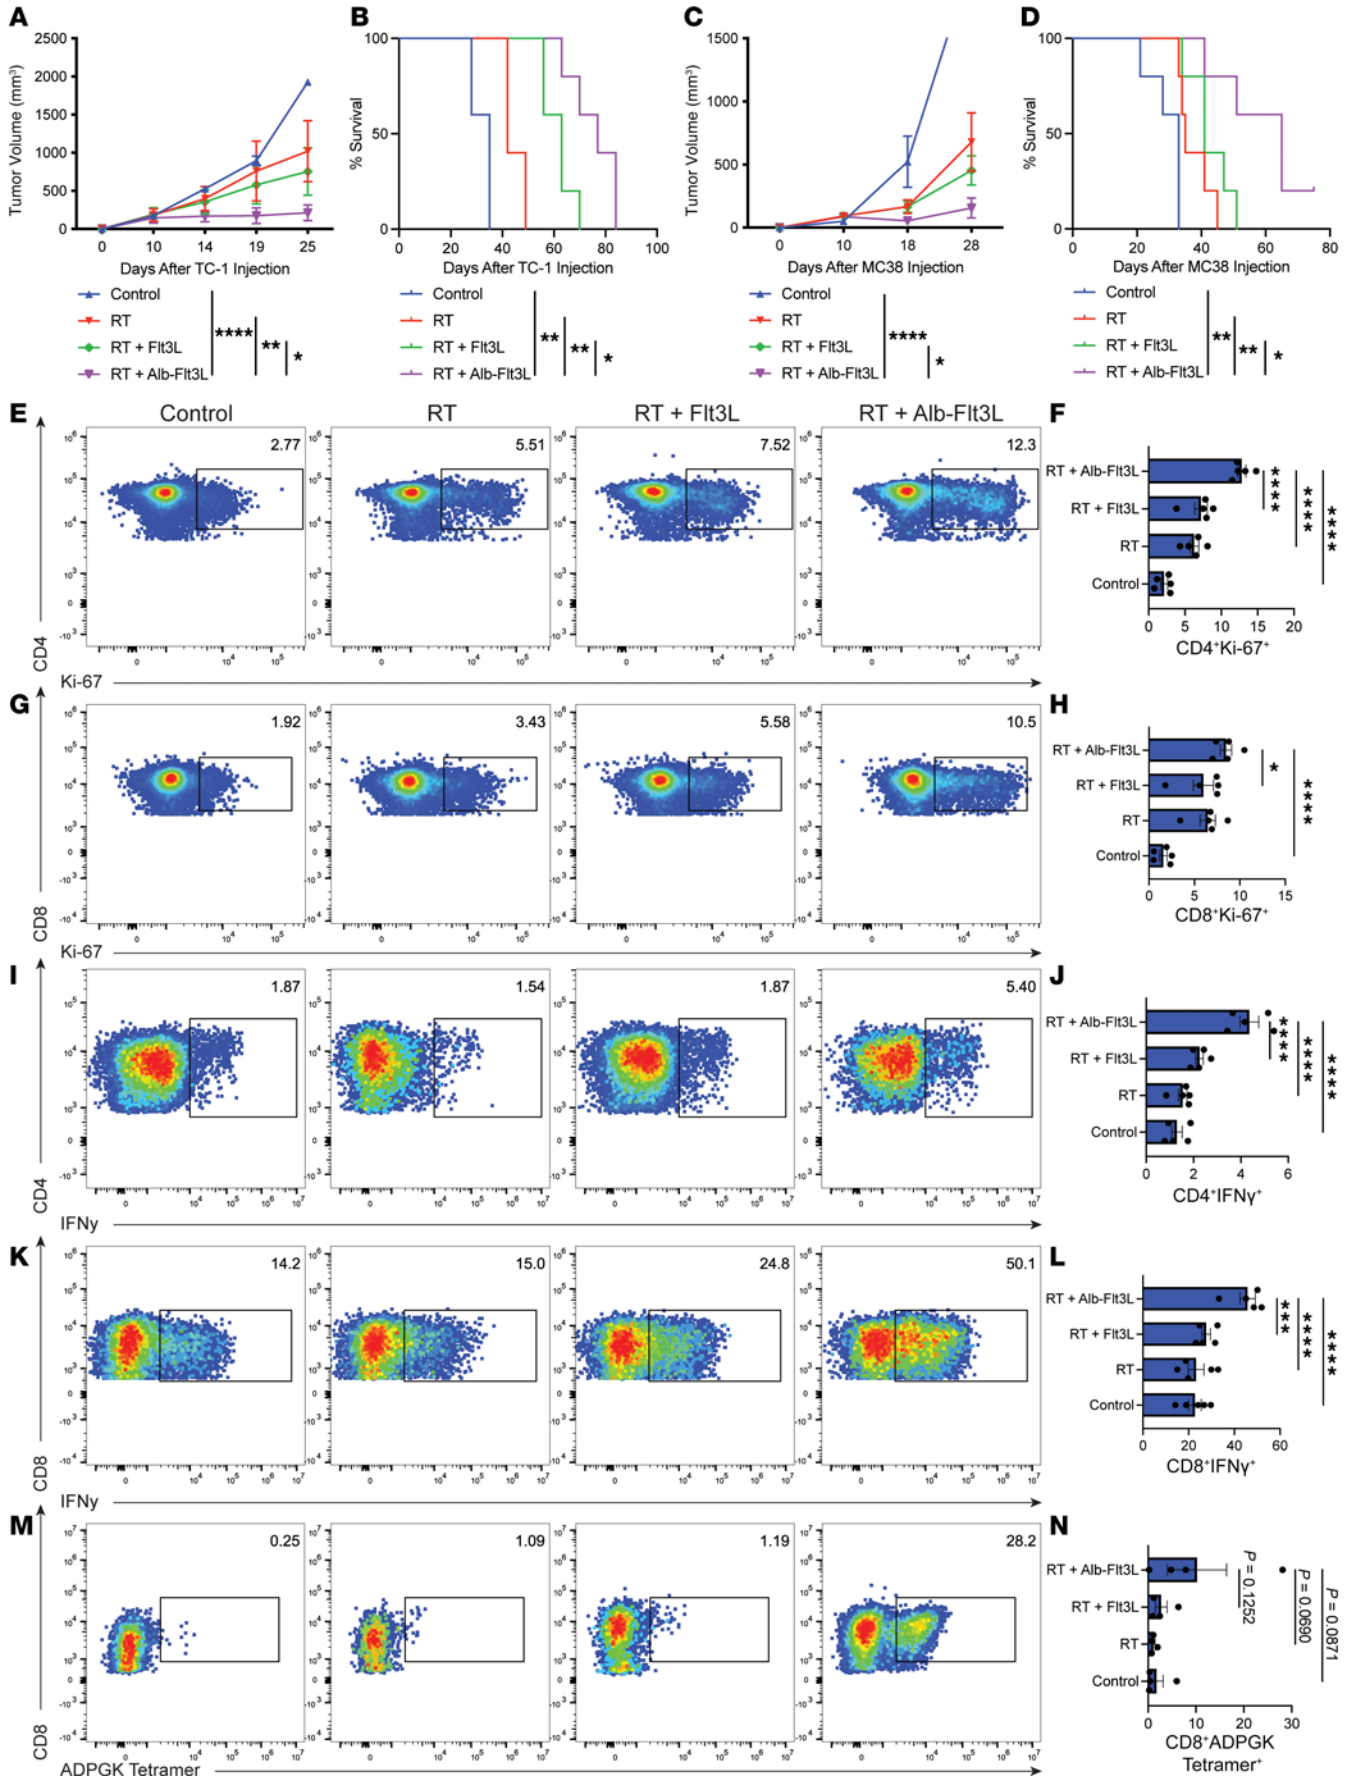 A
Tumor Volume (mm³)
2500
2000
1500
1000
500
0
0 10 14 19 25
Days After TC-1 Injection
Control
RT
RT + Flt3L
RT + Alb-Flt3L
****
**
*
B
% Survival
100
50
0
0 20 40 60 80 100
Days After TC-1 Injection
Control
RT
RT + Flt3L
RT + Alb-Flt3L
**
**
*
C
Tumor Volume (mm³)
1500
1000
500
0
0 10 18 28
Days After MC38 Injection
Control
RT
RT + Flt3L
RT + Alb-Flt3L
****
*
D
% Survival
100
50
0
0 20 40 60 80
Days After MC38 Injection
Control
RT
RT + Flt3L
RT + Alb-Flt3L
**
**
*
E
Control RT RT + Flt3L RT + Alb-Flt3L
2.77 5.51 7.52 12.3
CD4
Ki-67
F
RT + Alb-Flt3L
RT + Flt3L
RT
Control
0 5 10 15 20
CD4⁺Ki-67⁺
****
****
****
G
1.92 3.43 5.58 10.5
CD8
Ki-67
H
RT + Alb-Flt3L
RT + Flt3L
RT
Control
0 5 10 15
CD8⁺Ki-67⁺
*
****
I
1.87 1.54 1.87 5.40
CD4
IFNγ
J
RT + Alb-Flt3L
RT + Flt3L
RT
Control
0 2 4 6
CD4⁺IFNγ⁺
****
****
****
K
14.2 15.0 24.8 50.1
CD8
IFNγ
L
RT + Alb-Flt3L
RT + Flt3L
RT
Control
0 20 40 60
CD8⁺IFNγ⁺
***
****
****
M
0.25 1.09 1.19 28.2
CD8
ADPGK Tetramer
N
RT + Alb-Flt3L
RT + Flt3L
RT
Control
0 10 20 30
CD8⁺ADPGK
Tetramer⁺
P = 0.1252
P = 0.0690
P = 0.0871